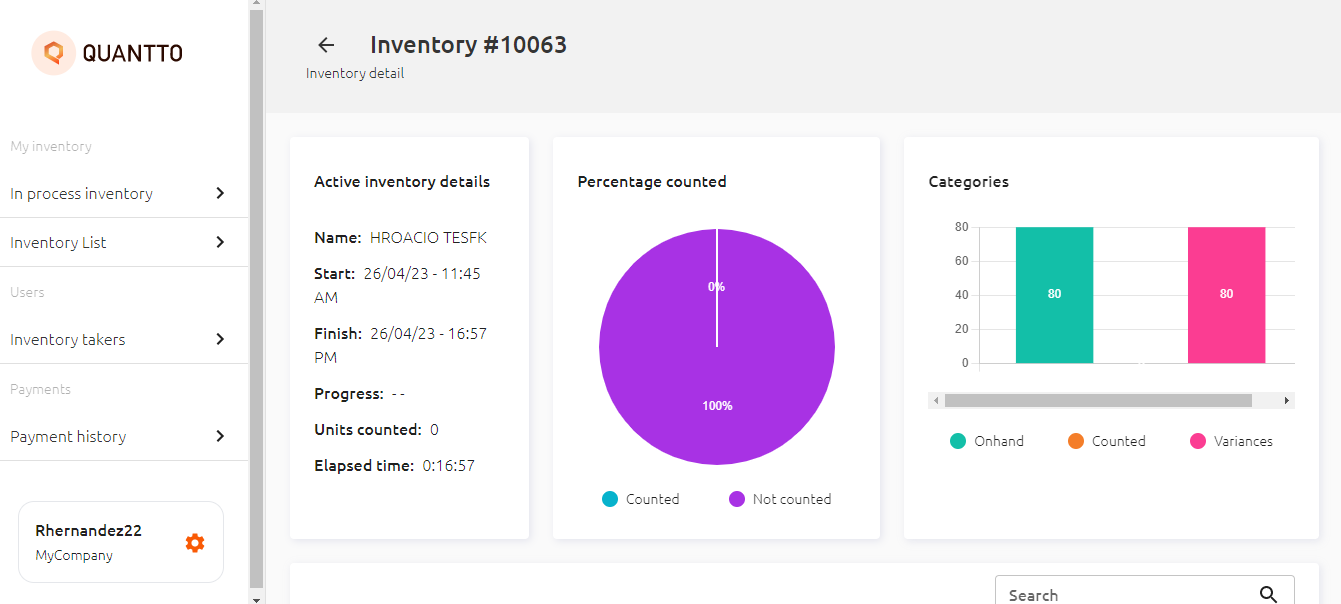 QUANTTO
My inventory
In process inventory
Inventory List
Users
Inventory takers
Payments
Payment history
Rhernandez22
MyCompany
Inventory #10063
Inventory detail
Active inventory details
Name: HROACIO TESFK
Start: 26/04/23 - 11:45
AM
Finish: 26/04/23 - 16:57
PM
Progress: - -
Units counted: 0
Elapsed time: 0:16:57
Percentage counted
0%
100%
Counted
Not counted
Categories
80
60
40
20
0
80
80
Onhand
Counted
Variances
Search